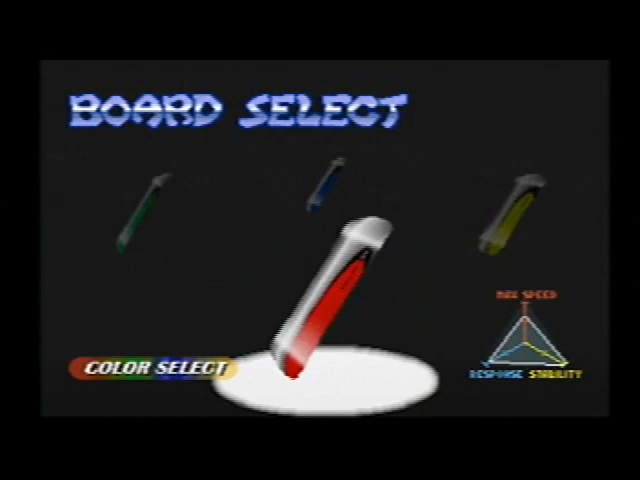 BOARD SELECT
MAX SPEED
COLOR SELECT
RESPONSE STABILITY